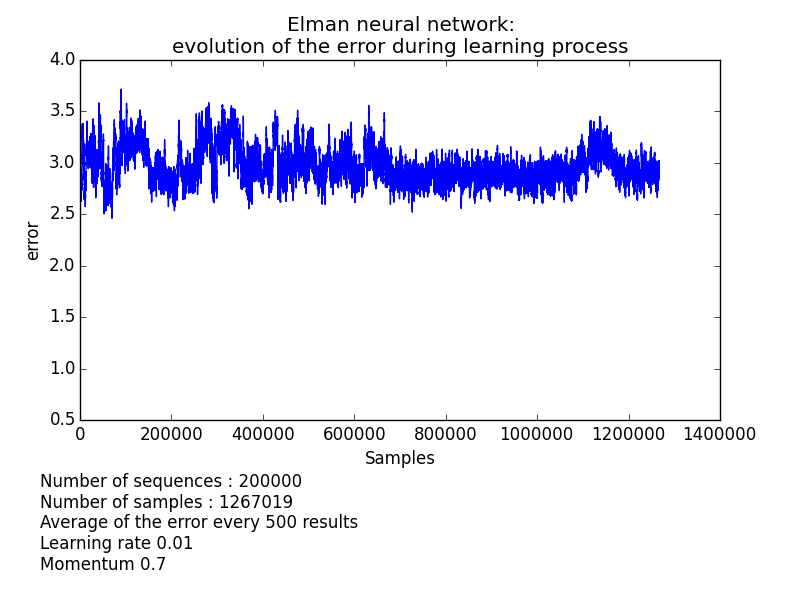 Elman neural network:
evolution of the error during learning process
4.0
3.5
3.0
2.5
2.0
1.5
1.0
0.5
error
0 200000 400000 600000 800000 1000000 1200000 1400000
Samples
Number of sequences : 200000
Number of samples : 1267019
Average of the error every 500 results
Learning rate 0.01
Momentum 0.7